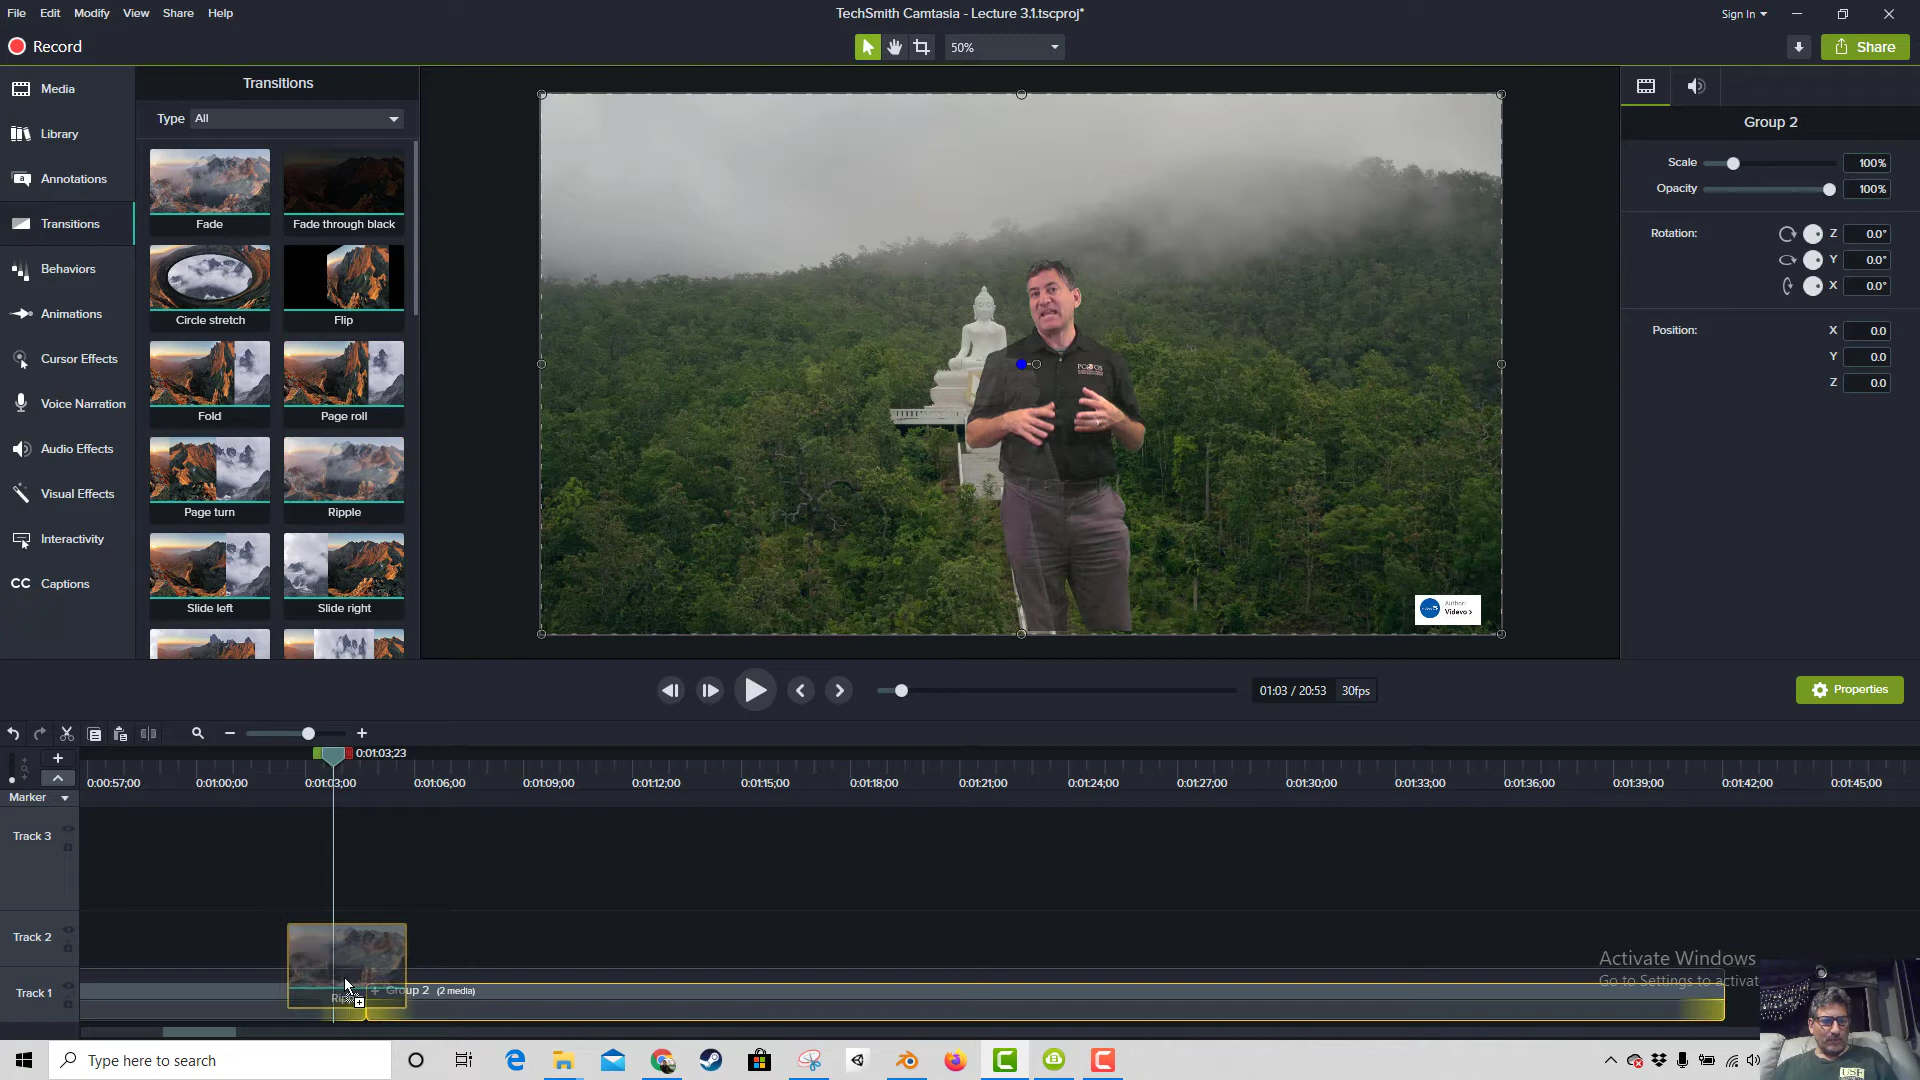 File Edit Modify View Share Help
TechSmith Camtasia - Lecture 3.1.tscproj*
Sign In
Record
50%
Share
Media
Library
Annotations
Transitions
Behaviors
Animations
Cursor Effects
Voice Narration
Audio Effects
Visual Effects
Interactivity
CC Captions
Transitions
Type All
Fade
Fade through black
Circle stretch
Flip
Fold
Page roll
Page turn
Ripple
Slide left
Slide right
Author:
Videvo
Group 2
Scale 100%
Opacity 100%
Rotation: Z 0.0°
Y 0.0°
X 0.0°
Position: X 0.0
Y 0.0
Z 0.0
01:03 / 20:53 30fps
Properties
0:01:03;23
0:00:57;00 0:01:00;00 0:01:03;00 0:01:06;00 0:01:09;00 0:01:12;00 0:01:15;00 0:01:18;00 0:01:21;00 0:01:24;00 0:01:27;00 0:01:30;00 0:01:33;00 0:01:36;00 0:01:39;00 0:01:42;00 0:01:45;00
Marker
Track 3
Track 2
Track 1
Group 2 (2 media)
Activate Windows
Go to Settings to activat
Type here to search